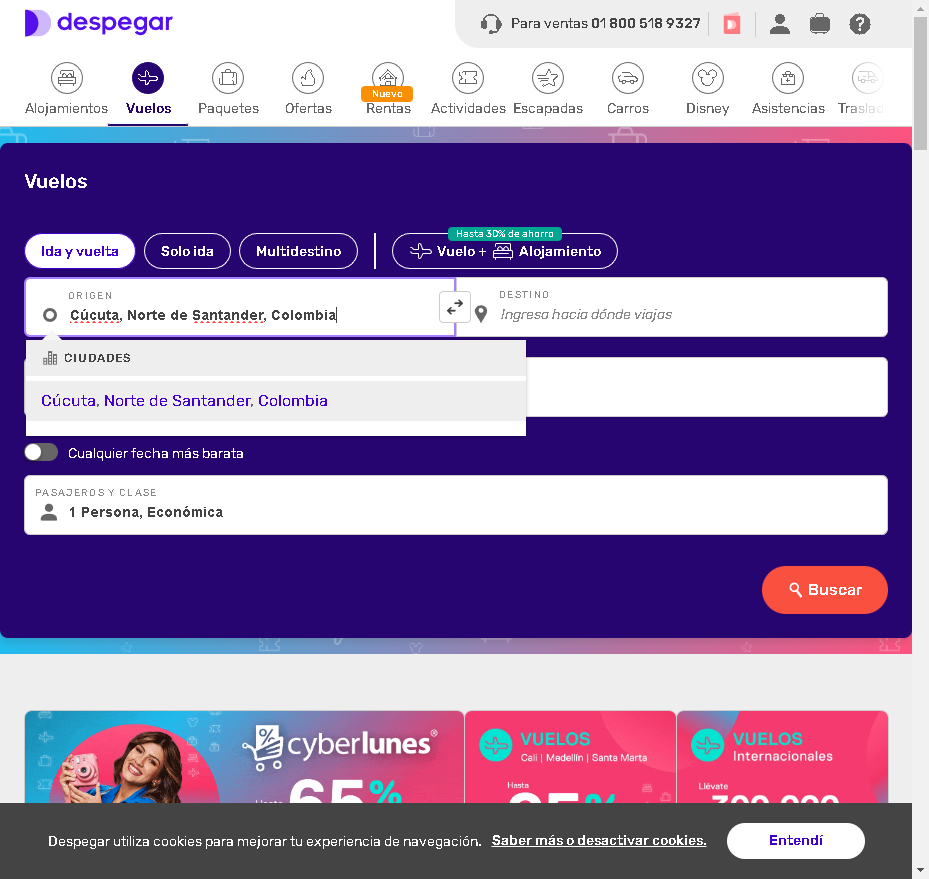 despegar
Para ventas 01 800 518 9327
Alojamientos
Vuelos
Paquetes
Ofertas
Nuevo
Rentas
Actividades
Escapadas
Carros
Disney
Asistencias
Traslad
Vuelos
Hasta 30% de ahorro
Ida y vuelta
Solo ida
Multidestino
Vuelo + Alojamiento
ORIGEN
Cúcuta, Norte de Santander, Colombia
DESTINO
Ingresa hacia dónde viajas
CIUDADES
Cúcuta, Norte de Santander, Colombia
Cualquier fecha más barata
PASAJEROS Y CLASE
1 Persona, Económica
Buscar
cyberlunes®
Hasta 65%
VUELOS
Cali | Medellín | Santa Marta
Hasta
VUELOS
Internacionales
Llévate
Despegar utiliza cookies para mejorar tu experiencia de navegación. Saber más o desactivar cookies.
Entendí